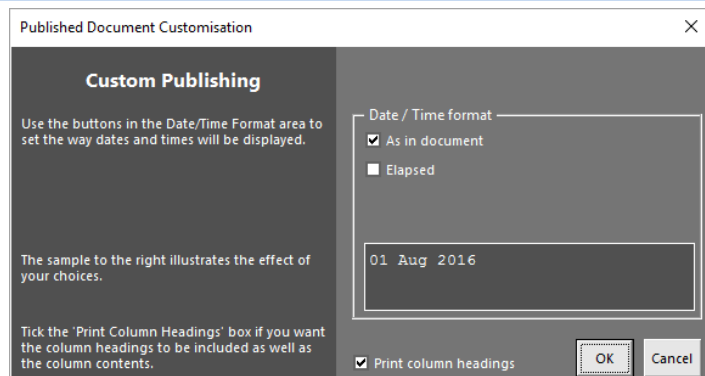 Published Document Customisation
Custom Publishing
Use the buttons in the Date/Time Format area to
set the way dates and times will be displayed.
The sample to the right illustrates the effect of
your choices.
Tick the 'Print Column Headings' box if you want
the column headings to be included as well as
the column contents.
Date / Time format
As in document
Elapsed
01 Aug 2016
Print column headings
OK
Cancel